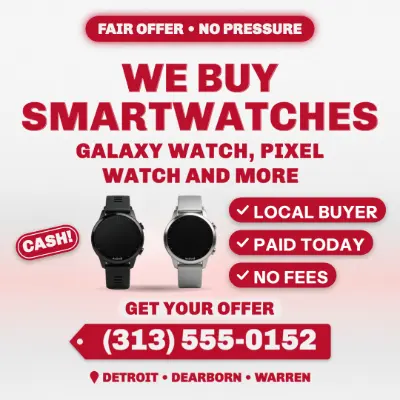 FAIR OFFER • NO PRESSURE
WE BUY
SMARTWATCHES
GALAXY WATCH, PIXEL
WATCH AND MORE
CASH!
LOCAL BUYER
PAID TODAY
NO FEES
GET YOUR OFFER
(313) 555-0152
DETROIT • DEARBORN • WARREN